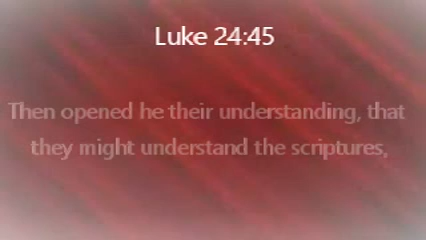 Luke 24:45
Then opened he their understanding, that
they might understand the scriptures,